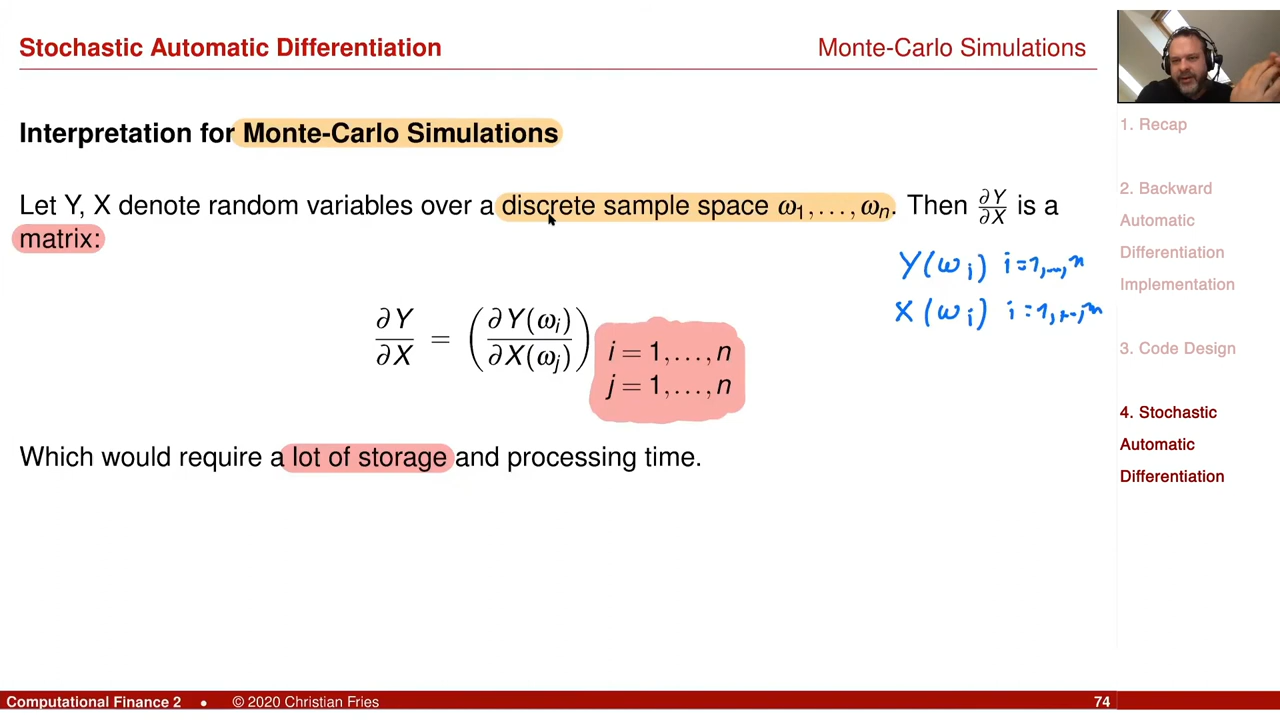 Stochastic Automatic Differentiation
Monte-Carlo Simulations
Interpretation for Monte-Carlo Simulations
Let Y, X denote random variables over a discrete sample space ω₁,…,ωₙ. Then ∂Y/∂X is a
matrix:
Y(ωᵢ) i=1,…,n
X(ωᵢ) i=1,…,n
∂Y/∂X = (∂Y(ωᵢ)/∂X(ωⱼ)) i = 1,…,n
j = 1,…,n
Which would require a lot of storage and processing time.
1. Recap
2. Backward
Automatic
Differentiation
Implementation
3. Code Design
4. Stochastic
Automatic
Differentiation
Computational Finance 2 • © 2020 Christian Fries 74